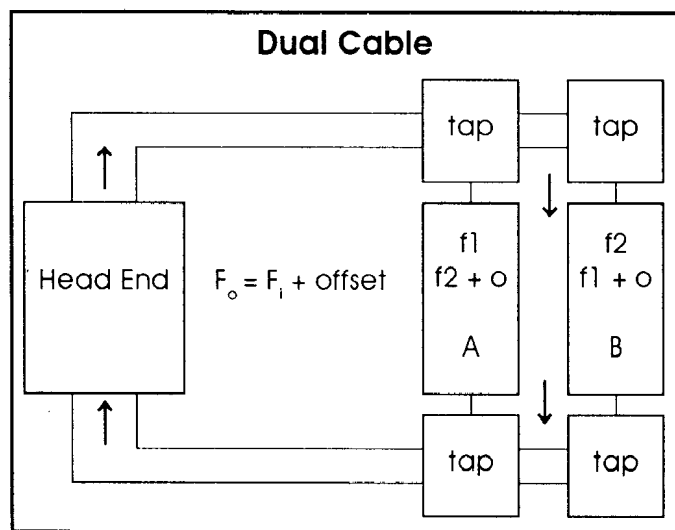 Dual Cable
tap tap
Head End
F_o = F_i + offset
f1
f2 + o
A
f2
f1 + o
B
tap tap